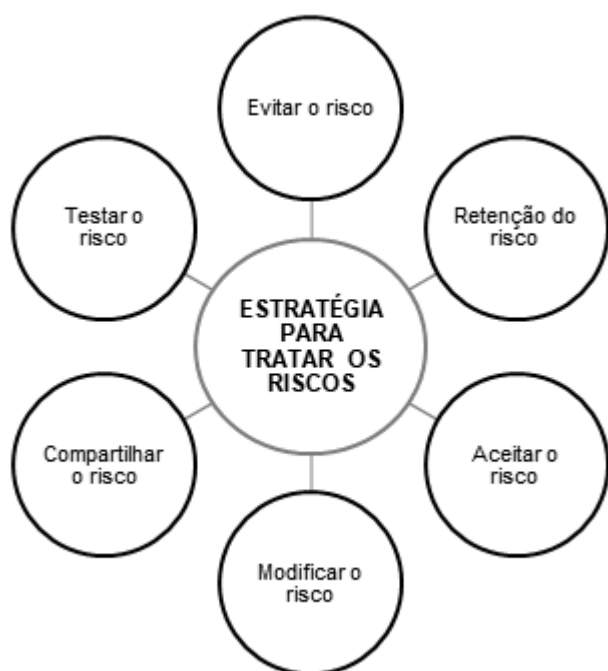 Evitar o risco
Testar o
risco
Retenção do
risco
ESTRATÉGIA
PARA
TRATAR OS
RISCOS
Compartilhar
o risco
Aceitar o
risco
Modificar o
risco